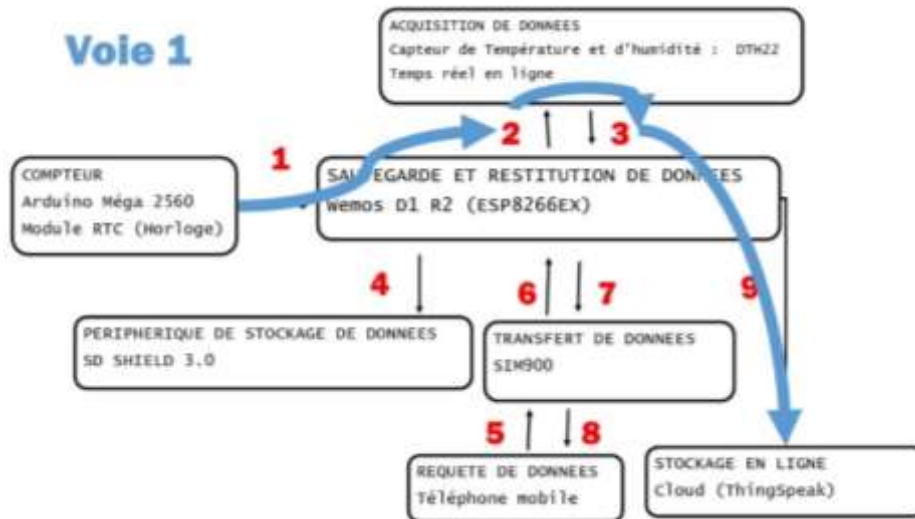 Voie 1
ACQUISITION DE DONNEES
Capteur de Température et d'humidité : DTH22
Temps réel en ligne
1
2
3
COMPTEUR
Arduino Méga 2560
Module RTC (Horloge)
SAUVEGARDE ET RESTITUTION DE DONNEES
Wemos D1 R2 (ESP8266EX)
4
6
7
9
PERIPHERIQUE DE STOCKAGE DE DONNEES
SD SHIELD 3.0
TRANSFERT DE DONNEES
SIM900
5
8
REQUETE DE DONNEES
Téléphone mobile
STOCKAGE EN LIGNE
Cloud (ThingSpeak)